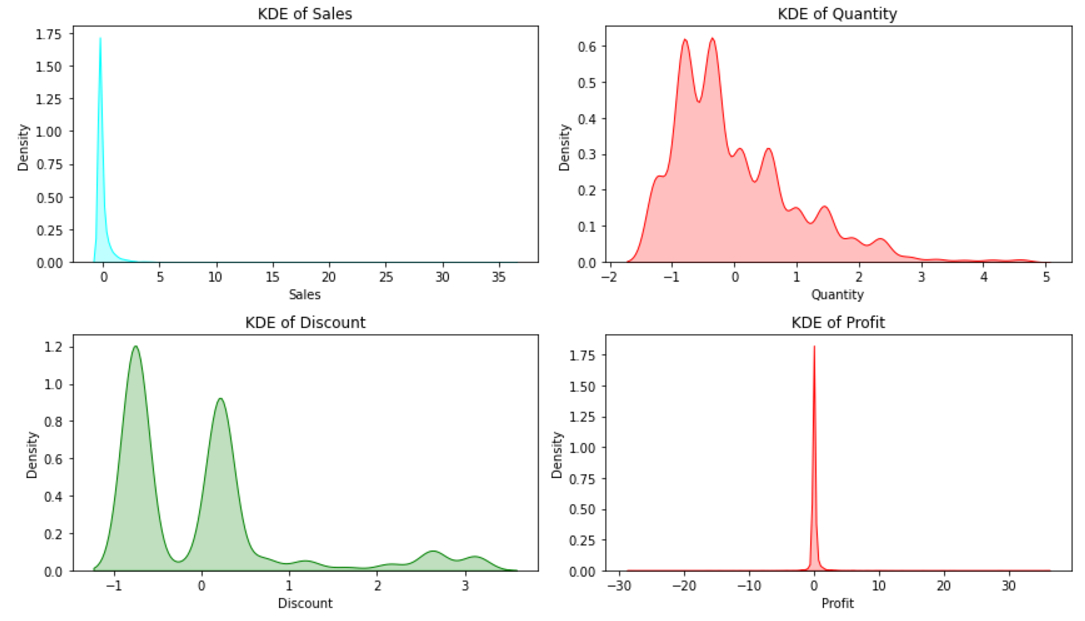 KDE of Sales
1.75
1.50
1.25
1.00
0.75
0.50
0.25
0.00
Density
0 5 10 15 20 25 30 35
Sales
KDE of Quantity
0.6
0.5
0.4
0.3
0.2
0.1
0.0
Density
−2 −1 0 1 2 3 4 5
Quantity
KDE of Discount
1.2
1.0
0.8
0.6
0.4
0.2
0.0
Density
−1 0 1 2 3
Discount
KDE of Profit
1.75
1.50
1.25
1.00
0.75
0.50
0.25
0.00
Density
−30 −20 −10 0 10 20 30
Profit